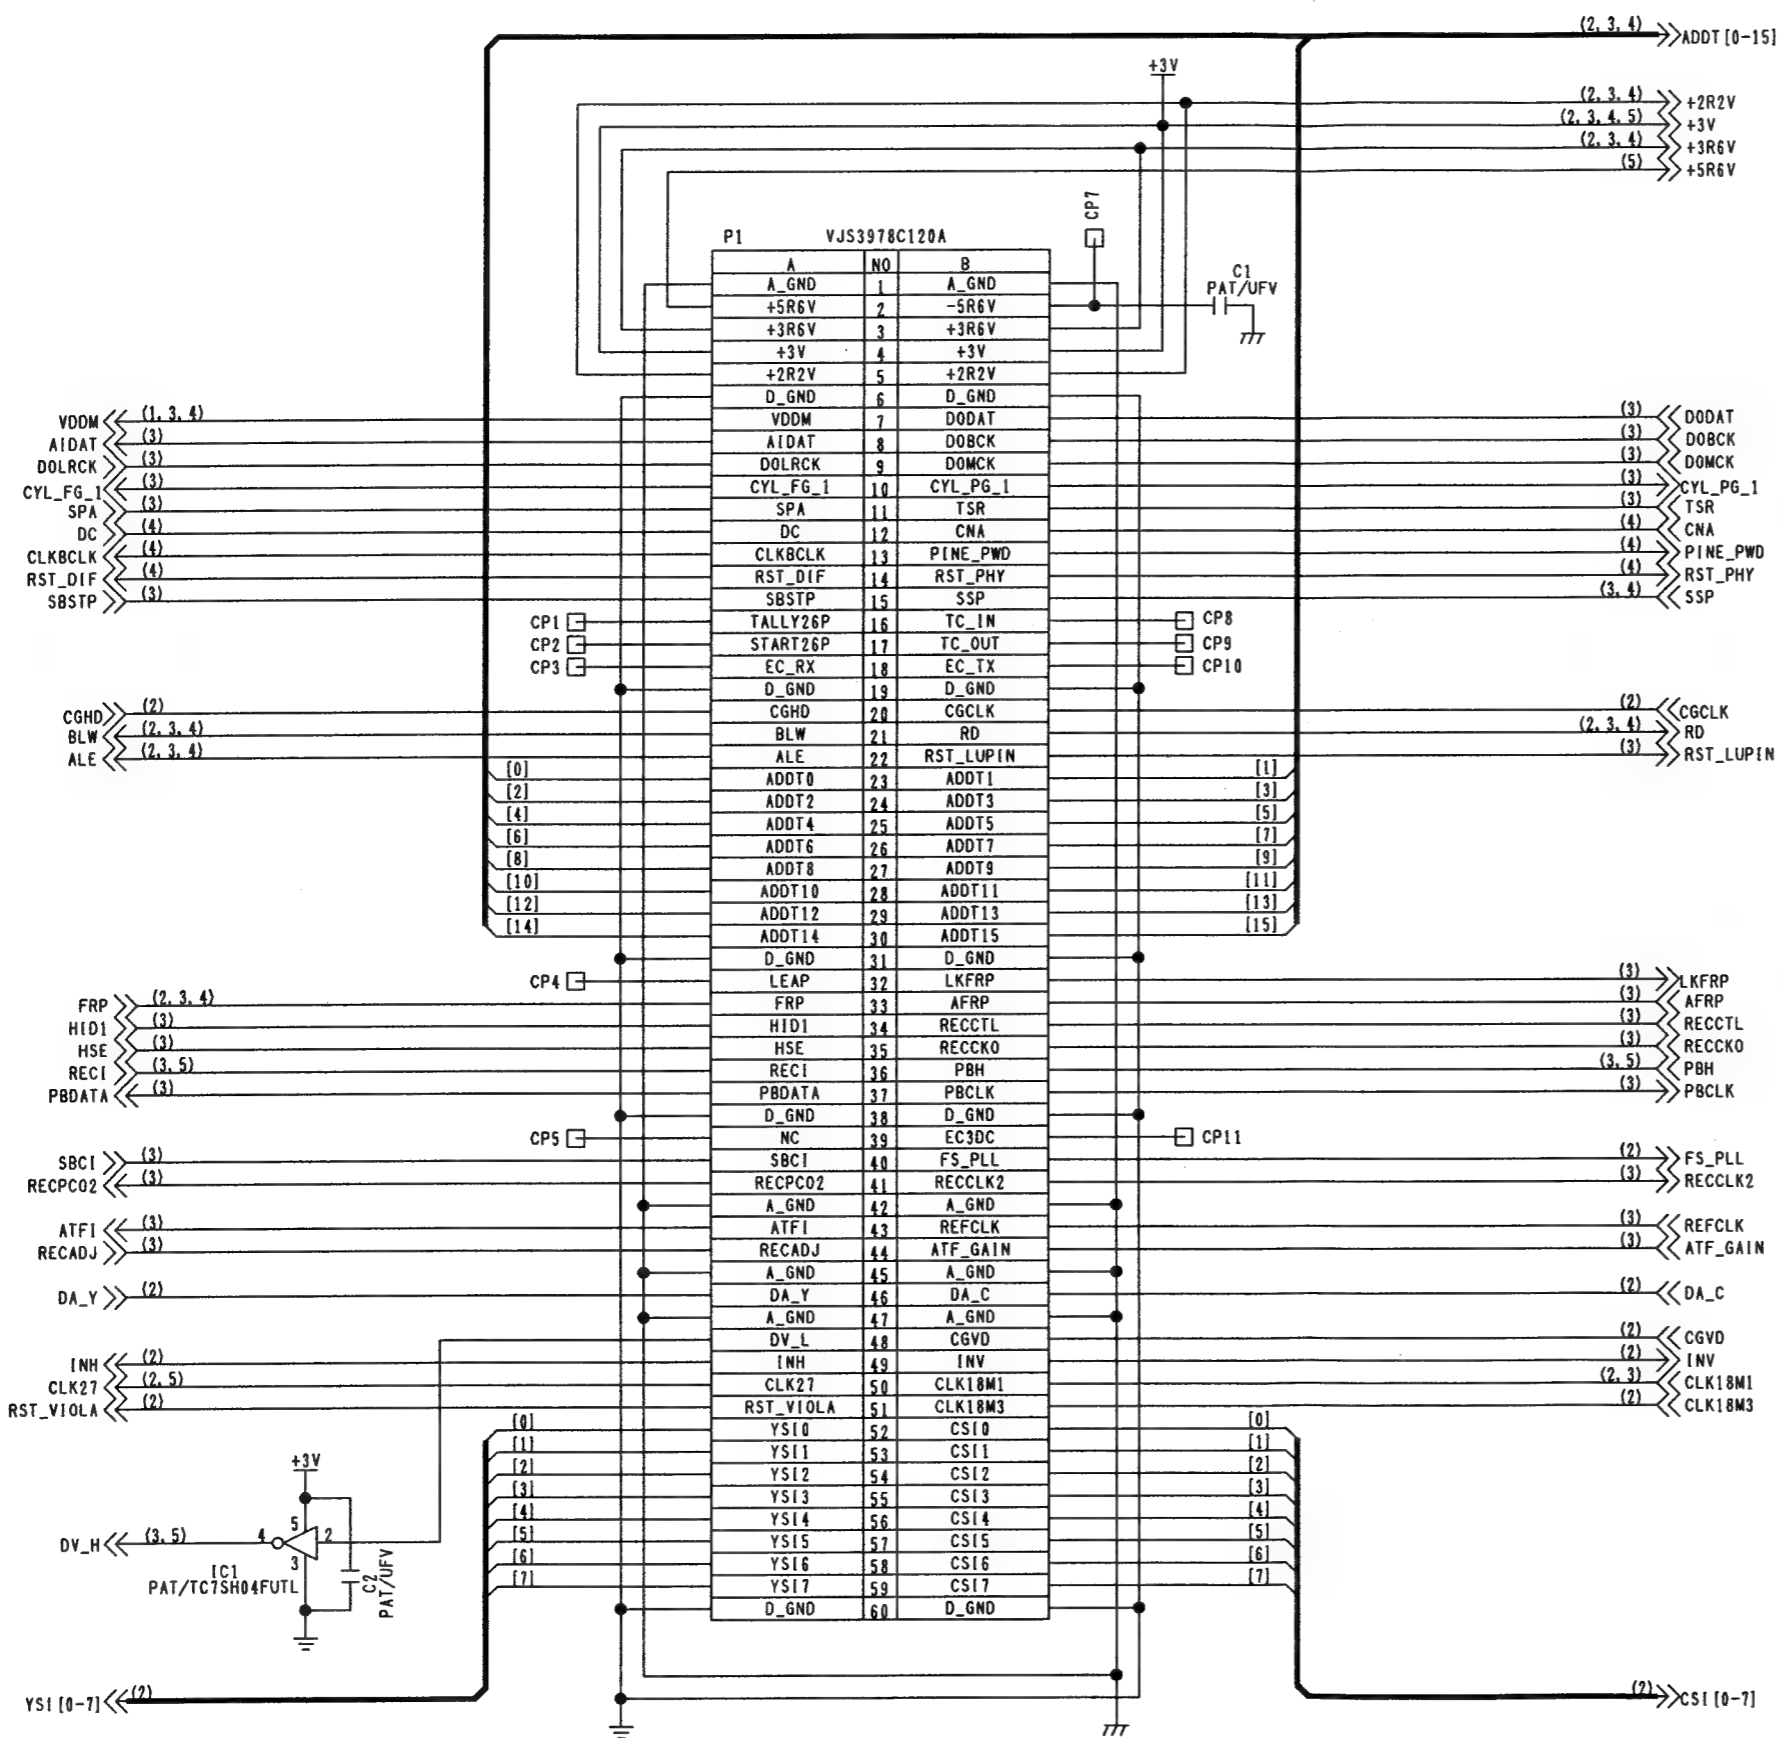 (2, 3, 4) ADDT[0-15]
+3V
(2, 3, 4) +2R2V
(2, 3, 4, 5) +3V
(2, 3, 4) +3R6V
(5) +5R6V
CP7
P1 VJS3978C120A
C1
PAT/UFV
A NO B
A_GND 1 A_GND
+5R6V 2 -5R6V
+3R6V 3 +3R6V
+3V 4 +3V
+2R2V 5 +2R2V
D_GND 6 D_GND
VDDM (1, 3, 4) VDDM 7 DODAT (3) DODAT
AIDAT (3) AIDAT 8 DOBCK (3) DOBCK
DOLRCK (3) DOLRCK 9 DOMCK (3) DOMCK
CYL_FG_1 (3) CYL_FG_1 10 CYL_PG_1 (3) CYL_PG_1
SPA (3) SPA 11 TSR (3) TSR
DC (4) DC 12 CNA (4) CNA
CLKBCLK (4) CLKBCLK 13 PINE_PWD (4) PINE_PWD
RST_DIF (4) RST_DIF 14 RST_PHY (4) RST_PHY
SBSTP (3) SBSTP 15 SSP (3, 4) SSP
CP1 TALLY26P 16 TC_IN CP8
CP2 START26P 17 TC_OUT CP9
CP3 EC_RX 18 EC_TX CP10
D_GND 19 D_GND
CGHD (2) CGHD 20 CGCLK (2) CGCLK
BLW (2, 3, 4) BLW 21 RD (2, 3, 4) RD
ALE (2, 3, 4) ALE 22 RST_LUPIN (3) RST_LUPIN
[0] ADDT0 23 ADDT1 [1]
[2] ADDT2 24 ADDT3 [3]
[4] ADDT4 25 ADDT5 [5]
[6] ADDT6 26 ADDT7 [7]
[8] ADDT8 27 ADDT9 [9]
[10] ADDT10 28 ADDT11 [11]
[12] ADDT12 29 ADDT13 [13]
[14] ADDT14 30 ADDT15 [15]
D_GND 31 D_GND
CP4 LEAP 32 LKFRP (3) LKFRP
FRP (2, 3, 4) FRP 33 AFRP (3) AFRP
HID1 (3) HID1 34 RECCTL (3) RECCTL
HSE (3) HSE 35 RECCKO (3) RECCKO
RECI (3, 5) RECI 36 PBH (3, 5) PBH
PBDATA (3) PBDATA 37 PBCLK (3) PBCLK
D_GND 38 D_GND
CP5 NC 39 EC3DC CP11
SBCI (3) SBCI 40 FS_PLL (2) FS_PLL
RECPCO2 (3) RECPCO2 41 RECCLK2 (3) RECCLK2
A_GND 42 A_GND
ATFI (3) ATFI 43 REFCLK (3) REFCLK
RECADJ (3) RECADJ 44 ATF_GAIN (3) ATF_GAIN
A_GND 45 A_GND
DA_Y (2) DA_Y 46 DA_C (2) DA_C
A_GND 47 A_GND
DV_L 48 CGVD (2) CGVD
INH (2) INH 49 INV (2) INV
CLK27 (2, 5) CLK27 50 CLK18M1 (2, 3) CLK18M1
RST_VIOLA (2) RST_VIOLA 51 CLK18M3 (2) CLK18M3
[0] YSI0 52 CSI0 [0]
[1] YSI1 53 CSI1 [1]
[2] YSI2 54 CSI2 [2]
[3] YSI3 55 CSI3 [3]
[4] YSI4 56 CSI4 [4]
[5] YSI5 57 CSI5 [5]
[6] YSI6 58 CSI6 [6]
[7] YSI7 59 CSI7 [7]
D_GND 60 D_GND
+3V
5
DV_H (3, 5) 4 2
3
IC1
PAT/TC7SH04FUTL
C2
PAT/UFV
YSI[0-7] (2)
(2) CSI[0-7]